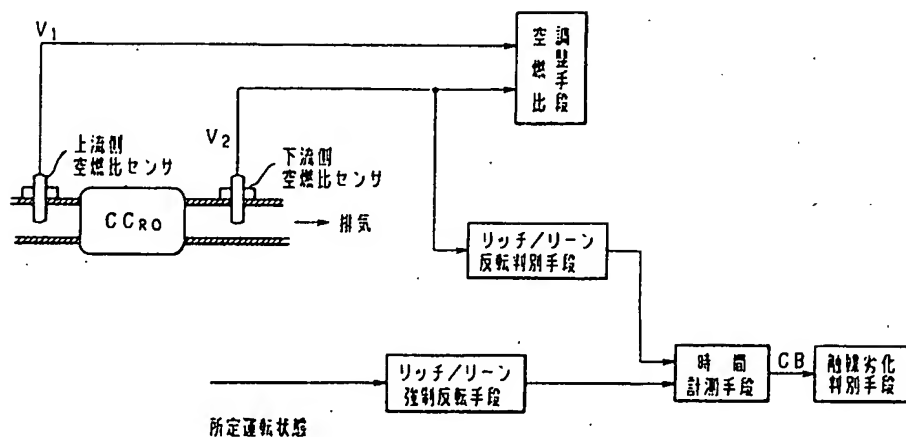 V₁
空燃比
調整手段
V₂
上流側
空燃比センサ
下流側
空燃比センサ
CCRO
排気
リッチ/リーン
反転判別手段
時間
計測手段
CB
触媒劣化
判別手段
リッチ/リーン
強制反転手段
所定運転状態